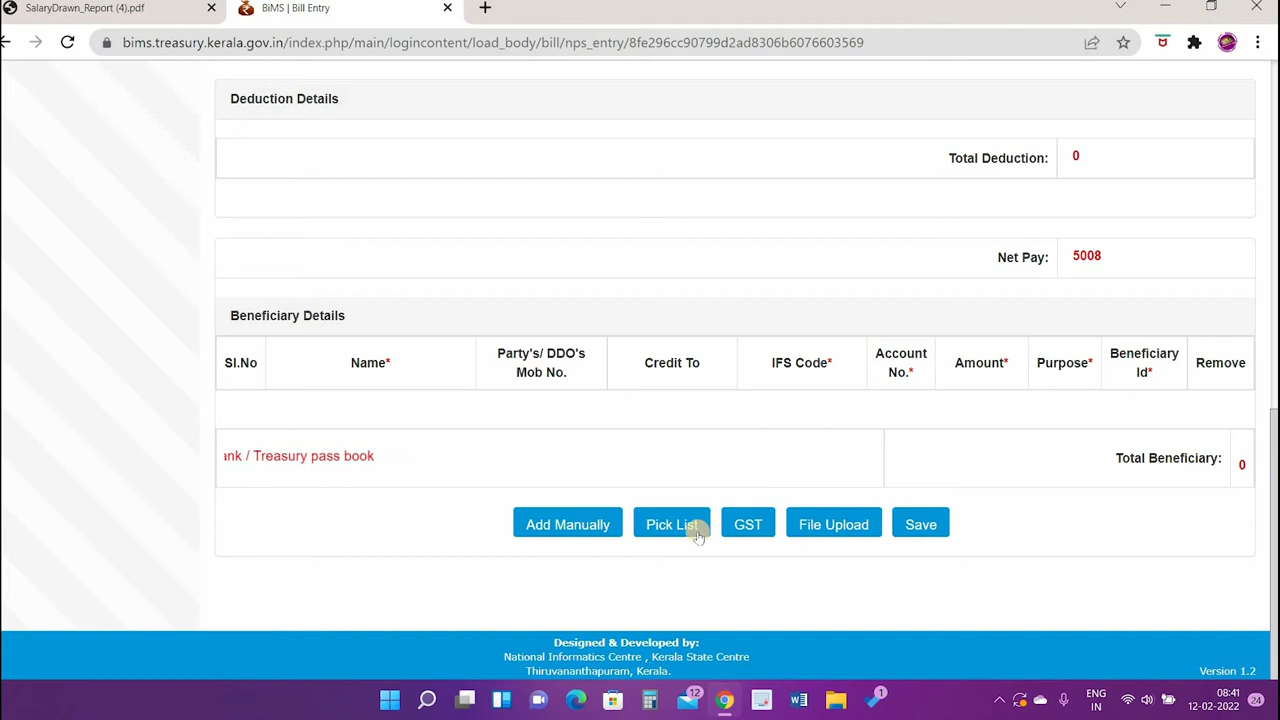 SalaryDrawn_Report (4).pdf
BiMS | Bill Entry
bims.treasury.kerala.gov.in/index.php/main/logincontent/load_body/bill/nps_entry/8fe296cc90799d2ad8306b6076603569
Deduction Details
Total Deduction: 0
Net Pay: 5008
Beneficiary Details
Sl.No Name* Party's/ DDO's Mob No. Credit To IFS Code* Account No.* Amount* Purpose* Beneficiary Id* Remove
ank / Treasury pass book
Total Beneficiary: 0
Add Manually Pick List GST File Upload Save
Designed & Developed by:
National Informatics Centre , Kerala State Centre
Thiruvananthapuram, Kerala.
Version 1.2
12 1 ENG IN 08:41 12-02-2022 24